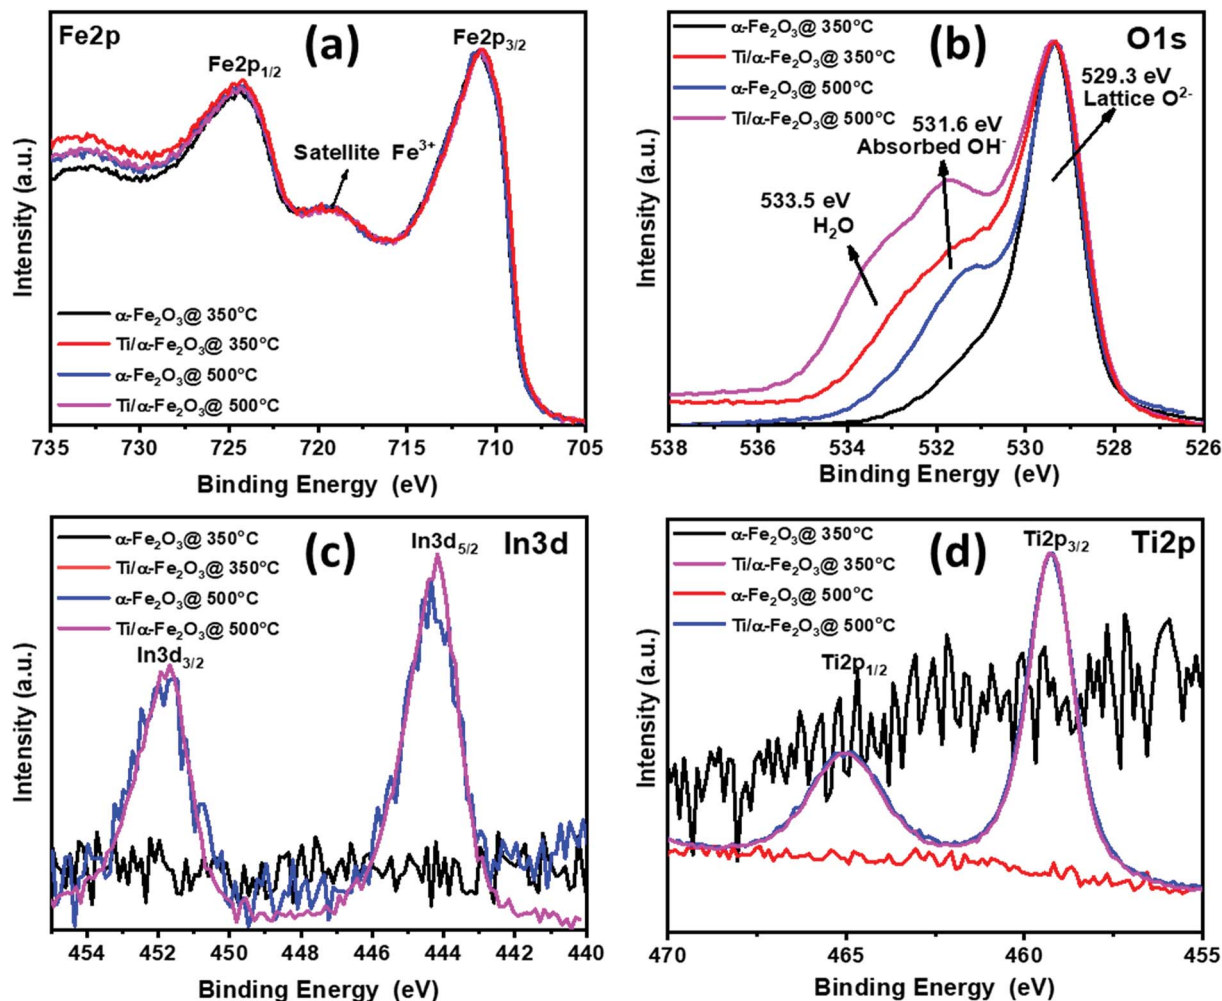 Fe2p
(a)
Fe2p3/2
Fe2p1/2
Satellite Fe3+
α-Fe2O3@ 350°C
Ti/α-Fe2O3@ 350°C
α-Fe2O3@ 500°C
Ti/α-Fe2O3@ 500°C
Intensity (a.u.)
735 730 725 720 715 710 705
Binding Energy (eV)
α-Fe2O3@ 350°C
Ti/α-Fe2O3@ 350°C
α-Fe2O3@ 500°C
Ti/α-Fe2O3@ 500°C
(b)
O1s
529.3 eV
Lattice O2-
531.6 eV
Absorbed OH-
533.5 eV
H2O
Intensity (a.u.)
538 536 534 532 530 528 526
Binding Energy (eV)
α-Fe2O3@ 350°C
Ti/α-Fe2O3@ 350°C
α-Fe2O3@ 500°C
Ti/α-Fe2O3@ 500°C
(c)
In3d5/2
In3d
In3d3/2
Intensity (a.u.)
454 452 450 448 446 444 442 440
Binding Energy (eV)
α-Fe2O3@ 350°C
Ti/α-Fe2O3@ 350°C
α-Fe2O3@ 500°C
Ti/α-Fe2O3@ 500°C
(d)
Ti2p3/2
Ti2p
Ti2p1/2
Intensity (a.u.)
470 465 460 455
Binding Energy (eV)